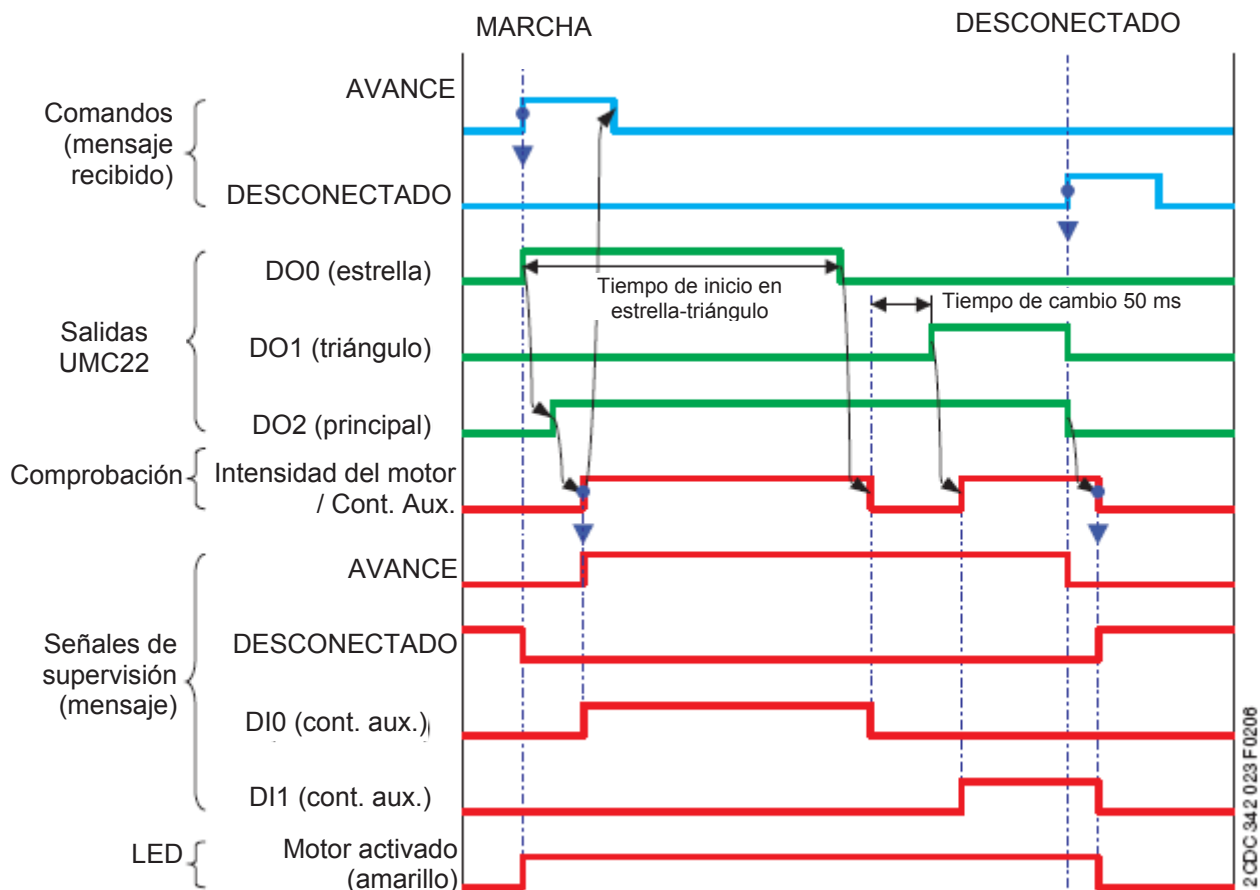 MARCHA
DESCONECTADO
AVANCE
Comandos
(mensaje
recibido)
DESCONECTADO
DO0 (estrella)
Tiempo de inicio en
estrella-triángulo
Tiempo de cambio 50 ms
Salidas
UMC22
DO1 (triángulo)
DO2 (principal)
Comprobación
Intensidad del motor
/ Cont. Aux.
AVANCE
Señales de
supervisión
(mensaje)
DESCONECTADO
DI0 (cont. aux.)
DI1 (cont. aux.)
LED
Motor activado
(amarillo)
2CDC 342 023 F0206